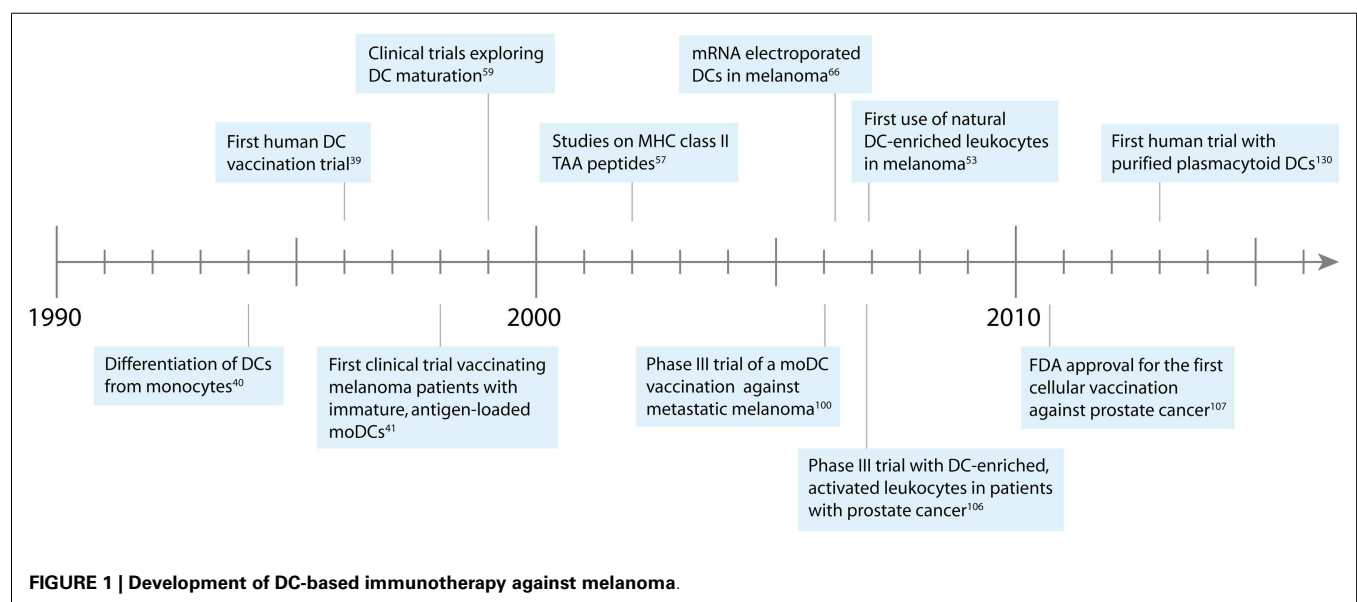 Clinical trials exploring
DC maturation⁵⁹
mRNA electroporated
DCs in melanoma⁶⁶
First human DC
vaccination trial³⁹
Studies on MHC class II
TAA peptides⁵⁷
First use of natural
DC-enriched leukocytes
in melanoma⁵³
First human trial with
purified plasmacytoid DCs¹³⁰
1990
2000
2010
Differentiation of DCs
from monocytes⁴⁰
First clinical trial vaccinating
melanoma patients with
immature, antigen-loaded
moDCs⁴¹
Phase III trial of a moDC
vaccination against
metastatic melanoma¹⁰⁰
FDA approval for the first
cellular vaccination
against prostate cancer¹⁰⁷
Phase III trial with DC-enriched,
activated leukocytes in patients
with prostate cancer¹⁰⁶
FIGURE 1 | Development of DC-based immunotherapy against melanoma.